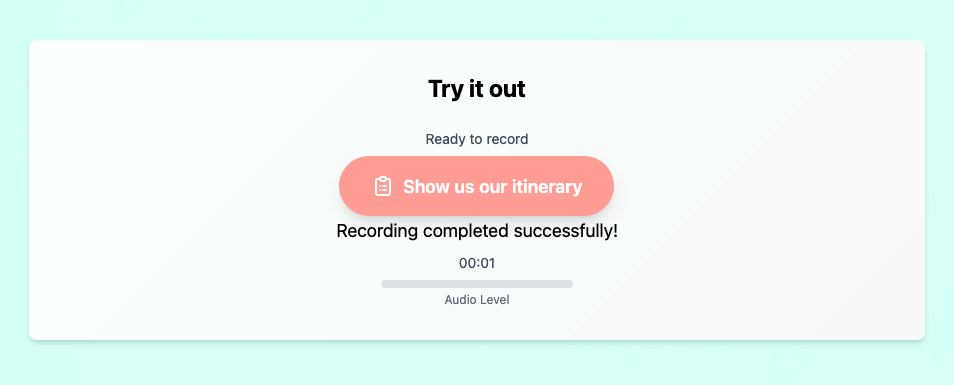 Try it out
Ready to record
Show us our itinerary
Recording completed successfully!
00:01
Audio Level